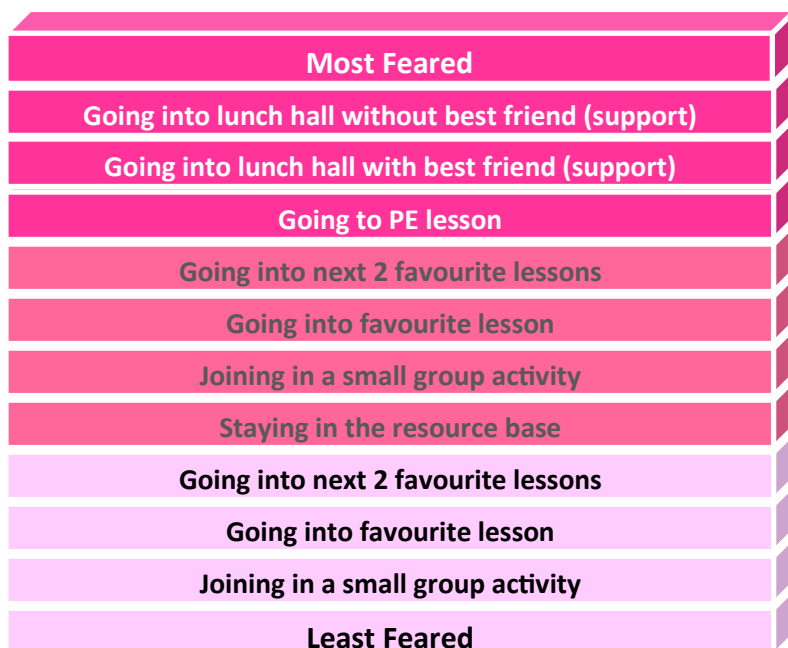 Most Feared
Going into lunch hall without best friend (support)
Going into lunch hall with best friend (support)
Going to PE lesson
Going into next 2 favourite lessons
Going into favourite lesson
Joining in a small group activity
Staying in the resource base
Going into next 2 favourite lessons
Going into favourite lesson
Joining in a small group activity
Least Feared